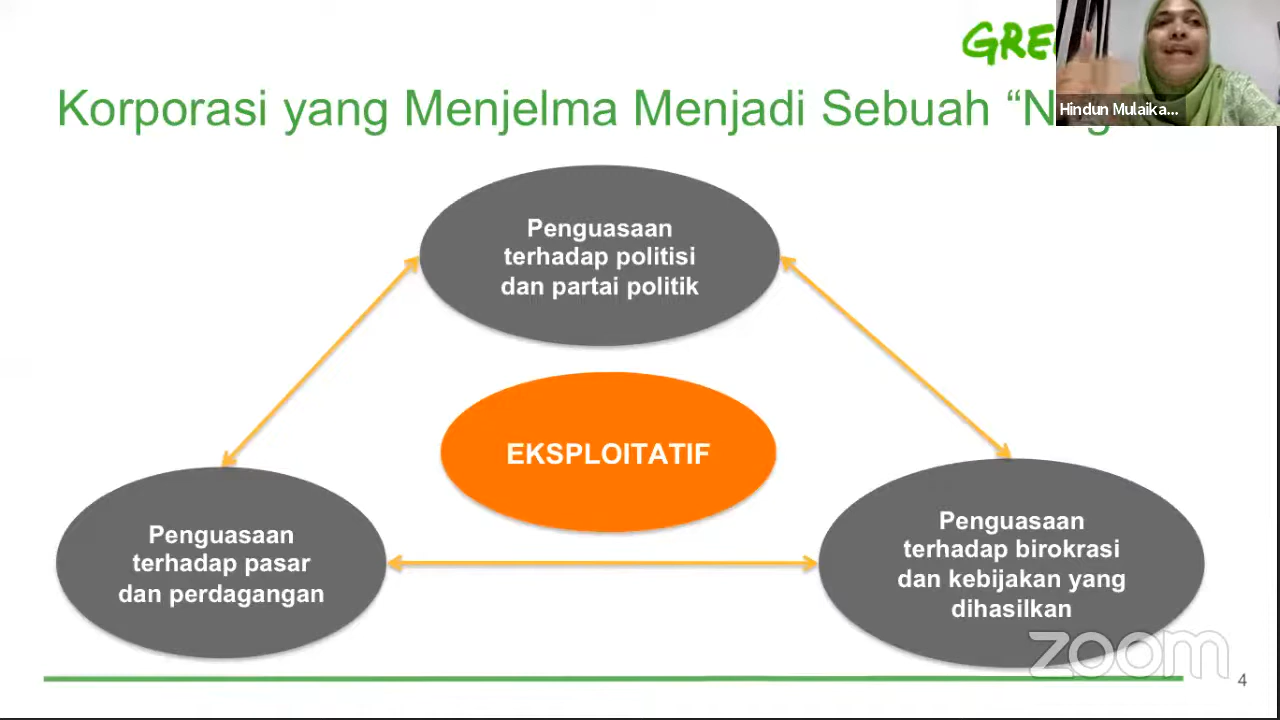 Korporasi yang Menjelma Menjadi Sebuah
Hindun Mulaika...
Penguasaan
terhadap politisi
dan partai politik
EKSPLOITATIF
Penguasaan
terhadap pasar
dan perdagangan
Penguasaan
terhadap birokrasi
dan kebijakan yang
dihasilkan
zoom
4